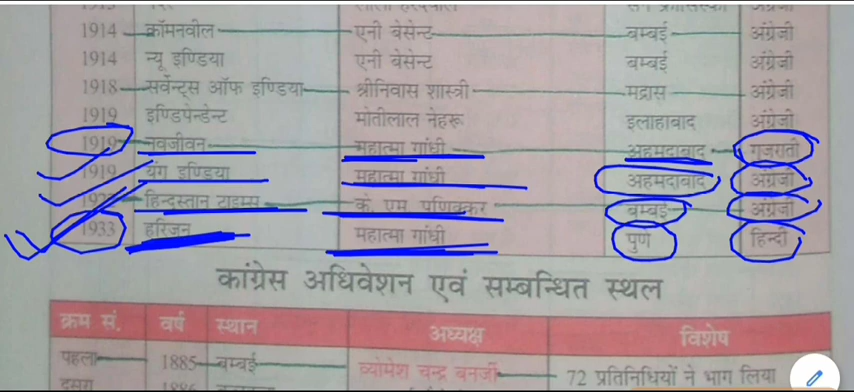 1914 कॉमनवील एनी बेसेन्ट बम्बई अंग्रेजी
1914 न्यू इण्डिया एनी बेसेन्ट बम्बई अंग्रेजी
1918 सर्वेन्ट्स ऑफ इण्डिया श्रीनिवास शास्त्री मद्रास अंग्रेजी
1919 इण्डिपेन्डेन्ट मोतीलाल नेहरू इलाहाबाद अंग्रेजी
1919 नवजीवन महात्मा गांधी अहमदाबाद गुजराती
1919 यंग इण्डिया महात्मा गांधी अहमदाबाद अंग्रेजी
हिन्दुस्तान टाइम्स के. एम. पणिक्कर बम्बई अंग्रेजी
1933 हरिजन महात्मा गांधी पुणे हिन्दी
कांग्रेस अधिवेशन एवं सम्बन्धित स्थल
क्रम सं. वर्ष स्थान अध्यक्ष विशेष
पहला 1885 बम्बई व्योमेश चन्द्र बनर्जी 72 प्रतिनिधियों ने भाग लिया